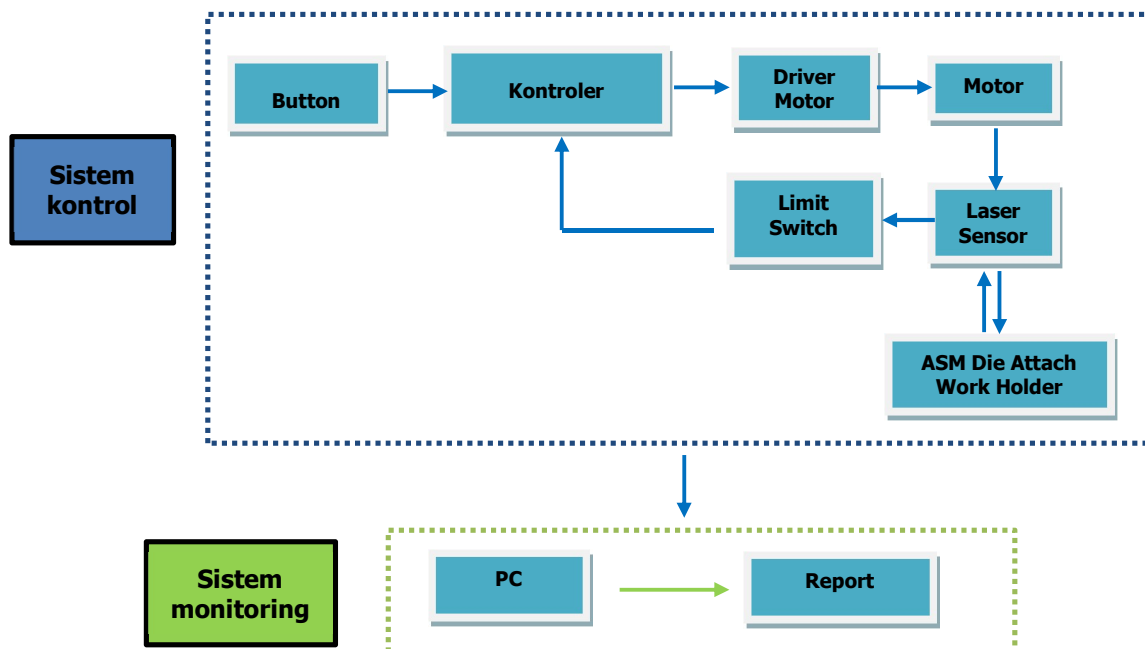 Button
Kontroler
Driver
Motor
Motor
Sistem
kontrol
Limit
Switch
Laser
Sensor
ASM Die Attach
Work Holder
Sistem
monitoring
PC
Report